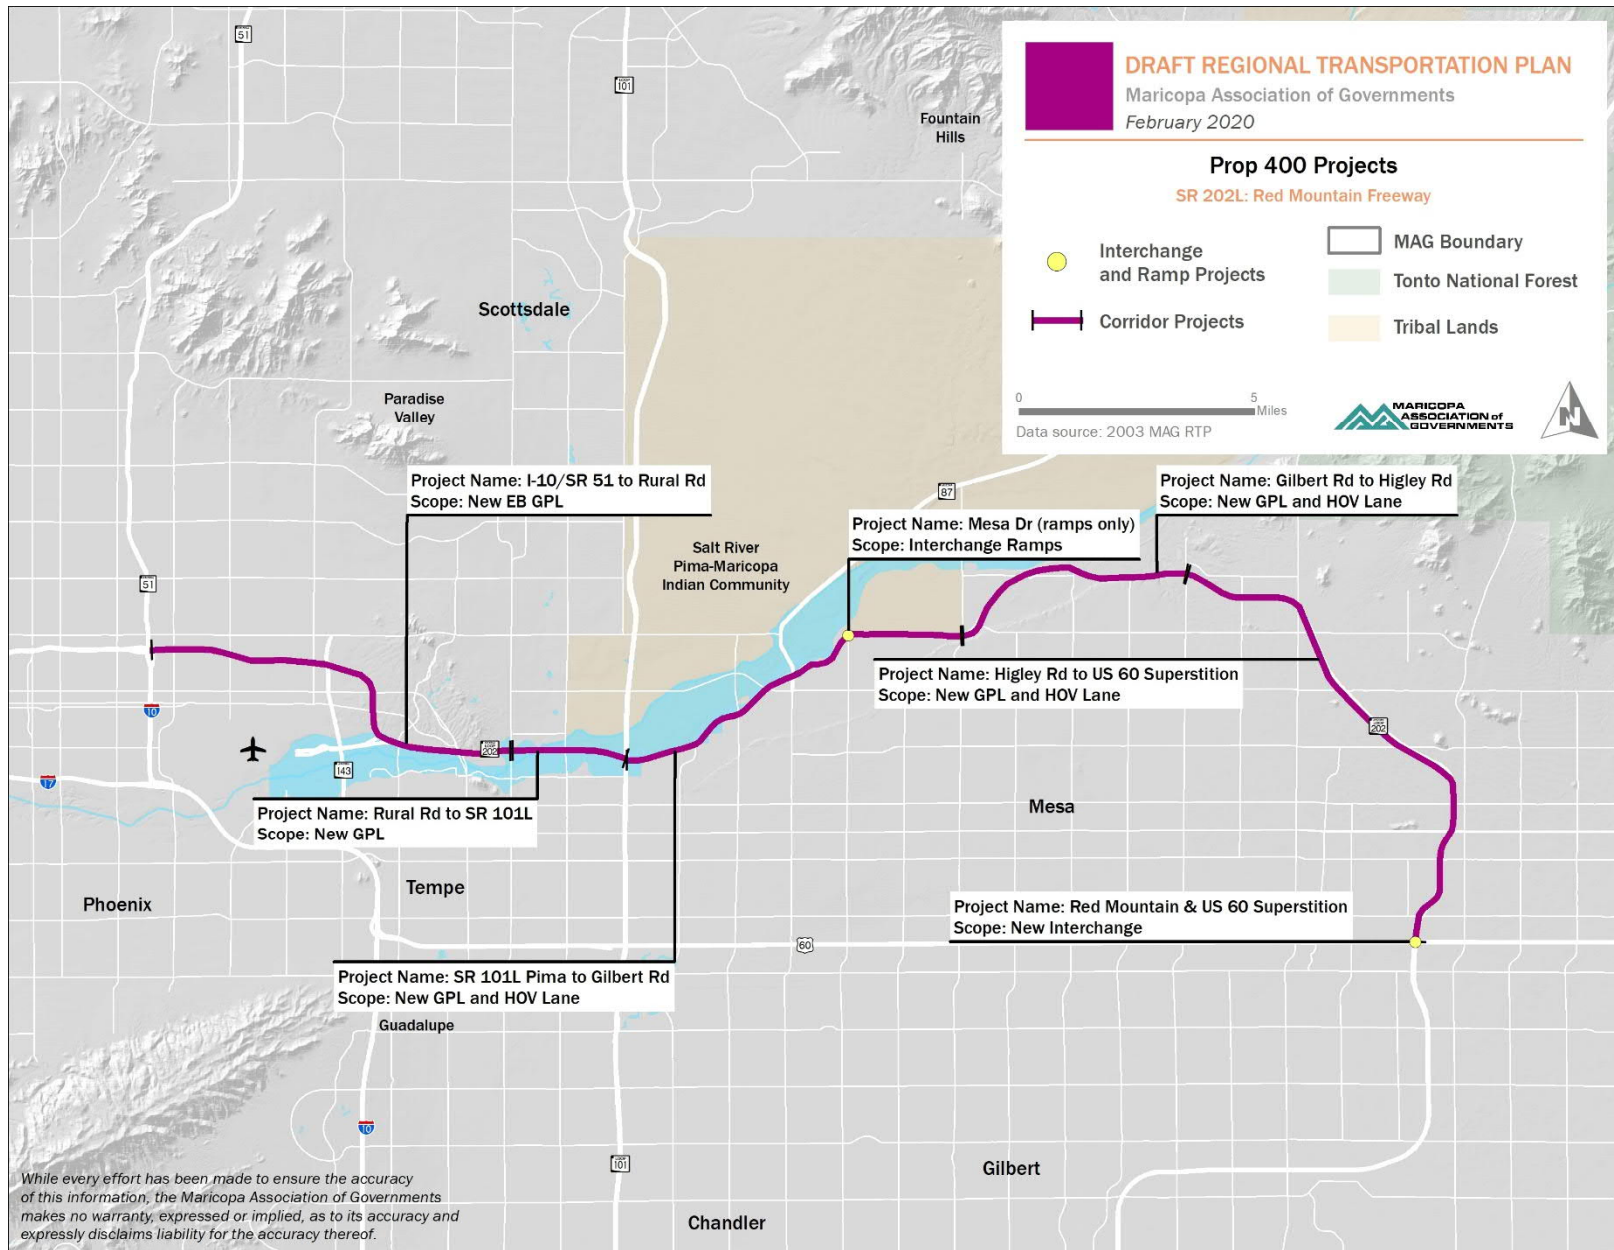 51
LOOP
101
Fountain
Hills
DRAFT REGIONAL TRANSPORTATION PLAN
Maricopa Association of Governments
February 2020
Prop 400 Projects
SR 202L: Red Mountain Freeway
Interchange
and Ramp Projects
Corridor Projects
MAG Boundary
Tonto National Forest
Tribal Lands
0
5
Miles
Data source: 2003 MAG RTP
MARICOPA
ASSOCIATION of
GOVERNMENTS
N
Scottsdale
Paradise
Valley
Project Name: I-10/SR 51 to Rural Rd
Scope: New EB GPL
87
Project Name: Gilbert Rd to Higley Rd
Scope: New GPL and HOV Lane
Project Name: Mesa Dr (ramps only)
Scope: Interchange Ramps
Salt River
Pima-Maricopa
Indian Community
51
Project Name: Higley Rd to US 60 Superstition
Scope: New GPL and HOV Lane
10
202
LOOP
202
143
17
Project Name: Rural Rd to SR 101L
Scope: New GPL
Mesa
Tempe
Phoenix
Project Name: Red Mountain & US 60 Superstition
Scope: New Interchange
60
Project Name: SR 101L Pima to Gilbert Rd
Scope: New GPL and HOV Lane
Guadalupe
10
LOOP
101
Gilbert
Chandler
While every effort has been made to ensure the accuracy
of this information, the Maricopa Association of Governments
makes no warranty, expressed or implied, as to its accuracy and
expressly disclaims liability for the accuracy thereof.